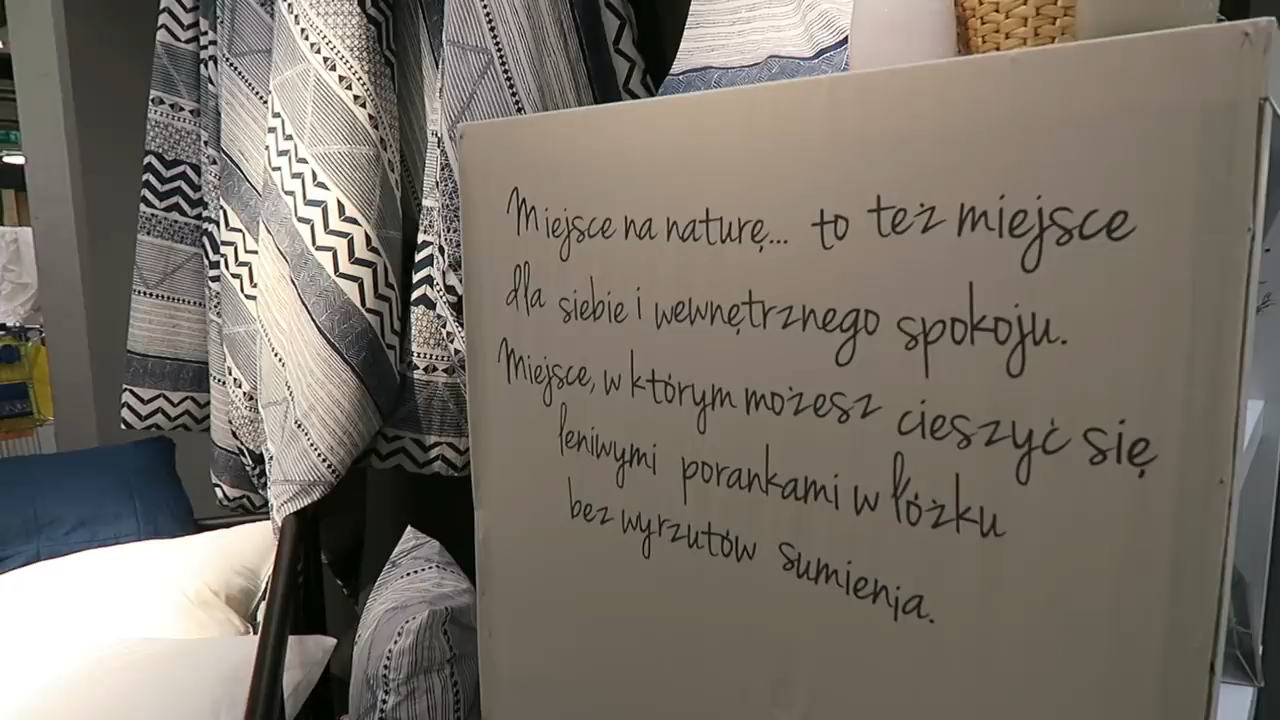 Miejsce na naturę... to też miejsce
dla siebie i wewnętrznego spokoju.
Miejsce, w którym możesz cieszyć się
leniwymi porankami w łóżku
bez wyrzutów sumienia.